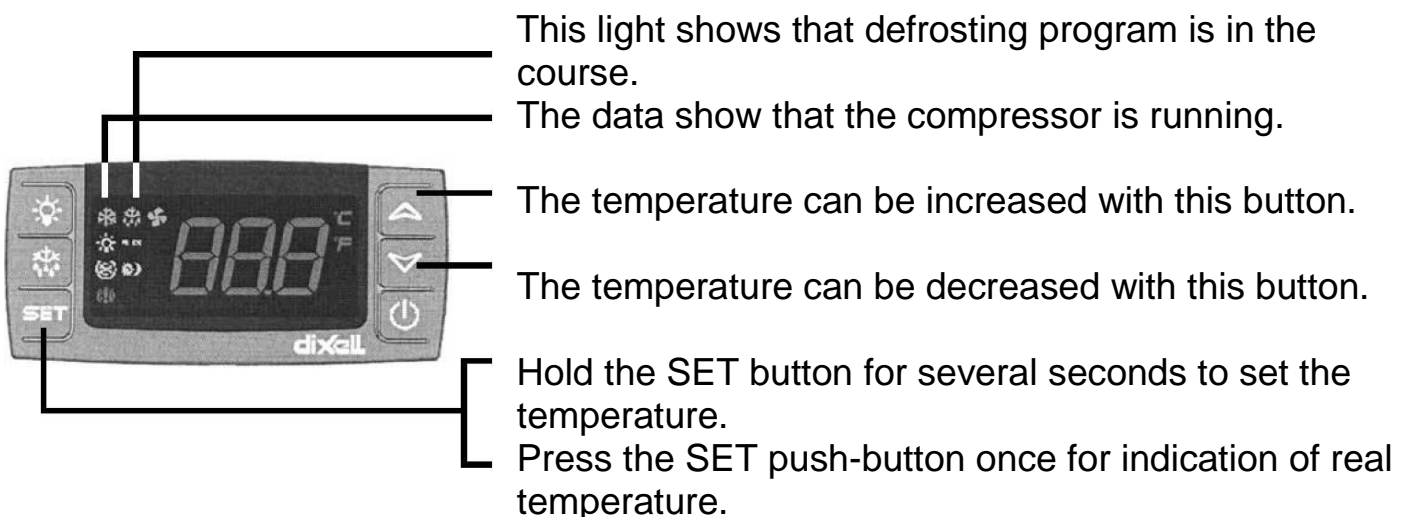 This light shows that defrosting program is in the
course.
The data show that the compressor is running.
The temperature can be increased with this button.
°C
°F
The temperature can be decreased with this button.
88.8
SET
dixell
Hold the SET button for several seconds to set the
temperature.
Press the SET push-button once for indication of real
temperature.